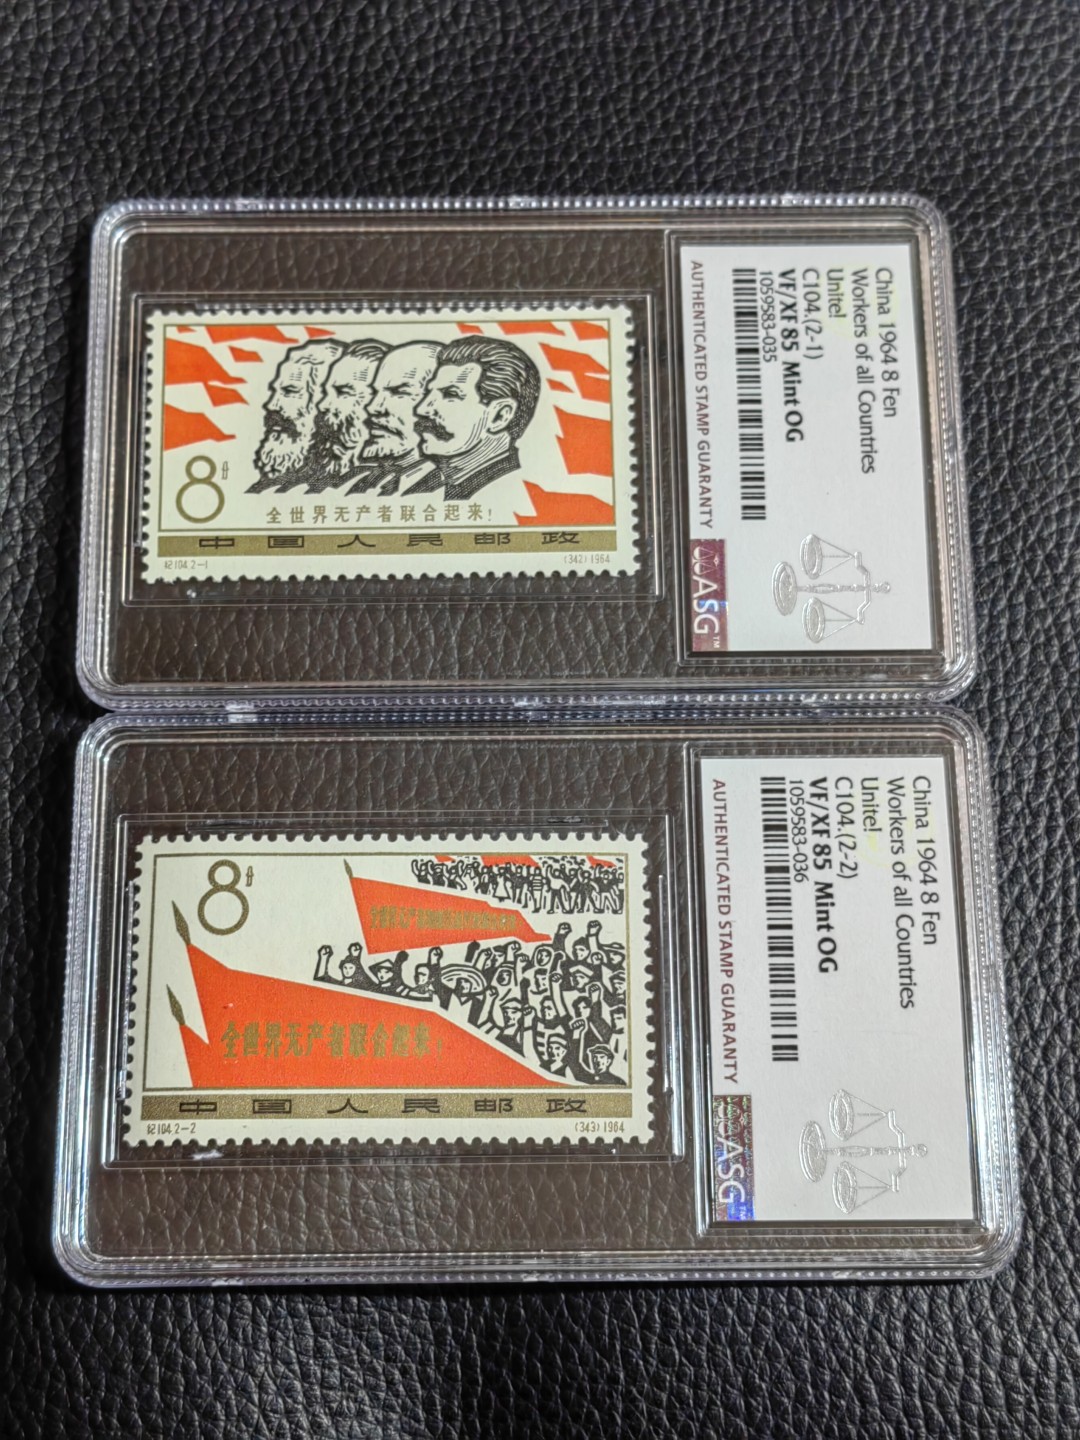 8分
全世界无产者联合起来!
中国人民邮政
纪104.2-1
(342)1964
China 1964 8 Fen
Workers of all Countries
Unite!
C104.(2-1)
VF/XF 85 Mint OG
1059583-035
AUTHENTICATED STAMP GUARANTY
ASG™
8分
全世界无产者联合起来!
中国人民邮政
纪104.2-2
(343)1964
China 1964 8 Fen
Workers of all Countries
Unite!
C104.(2-2)
VF/XF 85 Mint OG
1059583-036
AUTHENTICATED STAMP GUARANTY
ASG™